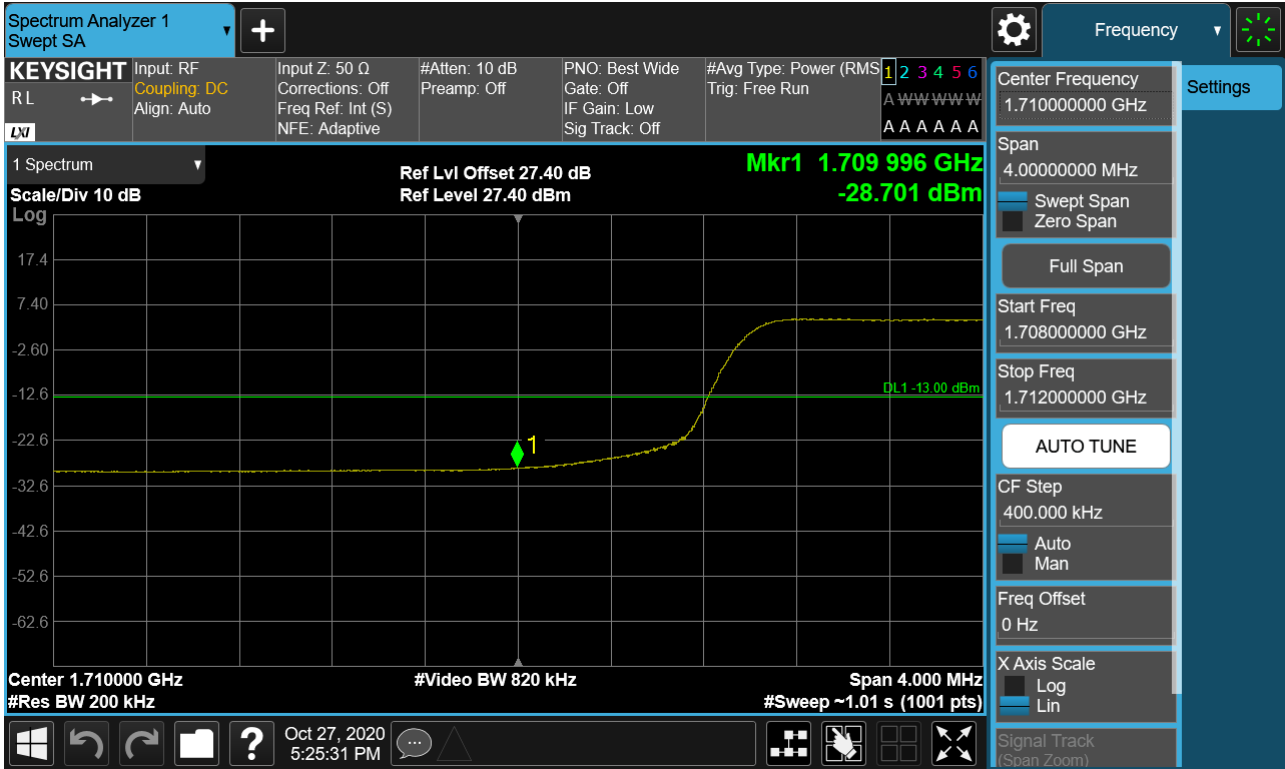 Spectrum Analyzer 1
Swept SA
Frequency
KEYSIGHT
R L
LXI
Input: RF
Coupling: DC
Align: Auto
Input Z: 50 Ω
Corrections: Off
Freq Ref: Int (S)
NFE: Adaptive
#Atten: 10 dB
Preamp: Off
PNO: Best Wide
Gate: Off
IF Gain: Low
Sig Track: Off
#Avg Type: Power (RMS
Trig: Free Run
1 2 3 4 5 6
A W W W W W
A A A A A A
1 Spectrum
Scale/Div 10 dB
Log
Ref Lvl Offset 27.40 dB
Ref Level 27.40 dBm
Mkr1 1.709 996 GHz
-28.701 dBm
17.4
7.40
-2.60
-12.6
-22.6
-32.6
-42.6
-52.6
-62.6
DL1 -13.00 dBm
1
Center 1.710000 GHz
#Res BW 200 kHz
#Video BW 820 kHz
Span 4.000 MHz
#Sweep ~1.01 s (1001 pts)
Center Frequency
1.710000000 GHz
Span
4.00000000 MHz
Swept Span
Zero Span
Full Span
Start Freq
1.708000000 GHz
Stop Freq
1.712000000 GHz
AUTO TUNE
CF Step
400.000 kHz
Auto
Man
Freq Offset
0 Hz
X Axis Scale
Log
Lin
Signal Track
(Span Zoom)
Settings
?
Oct 27, 2020
5:25:31 PM